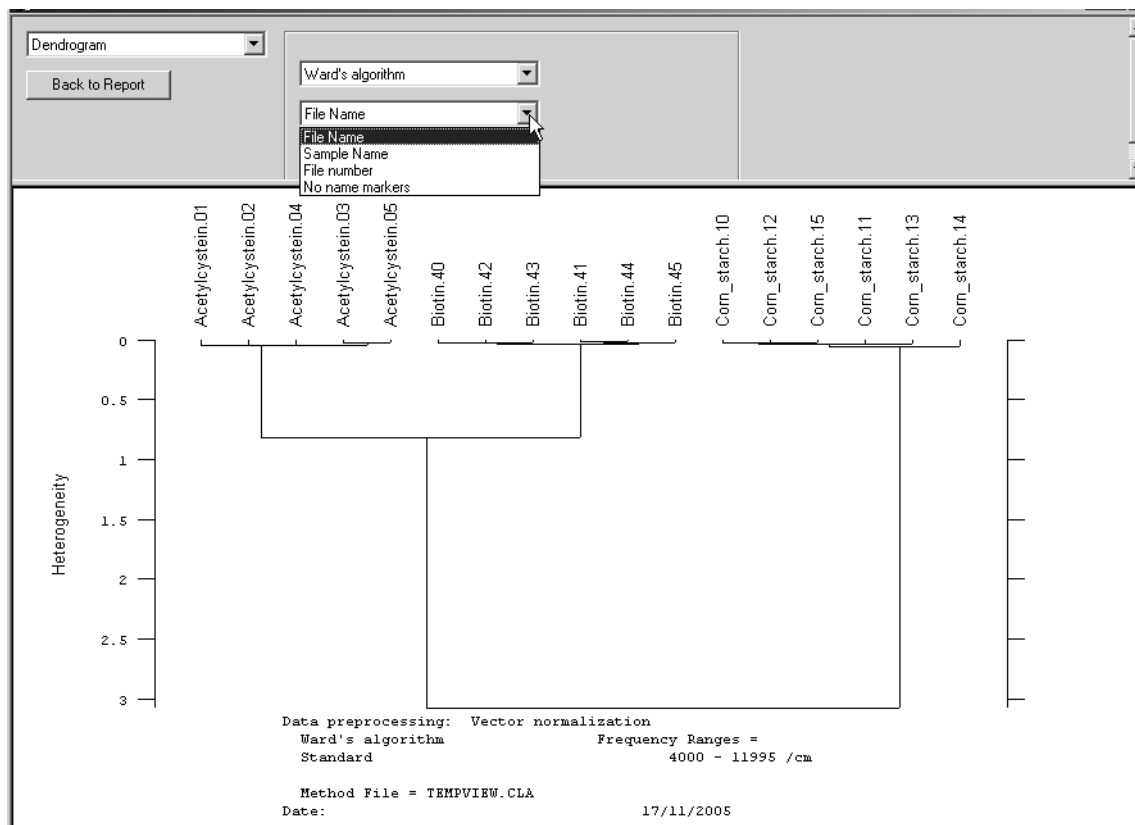 Dendrogram
Back to Report
Ward's algorithm
File Name
File Name
Sample Name
File number
No name markers
Acetylcystein.01
Acetylcystein.02
Acetylcystein.04
Acetylcystein.03
Acetylcystein.05
Biotin.40
Biotin.42
Biotin.43
Biotin.41
Biotin.44
Biotin.45
Corn_starch.10
Corn_starch.12
Corn_starch.15
Corn_starch.11
Corn_starch.13
Corn_starch.14
Heterogeneity
0
0.5
1
1.5
2
2.5
3
Data preprocessing: Vector normalization
Ward's algorithm Frequency Ranges =
Standard 4000 - 11995 /cm
Method File = TEMPVIEW.CLA
Date: 17/11/2005